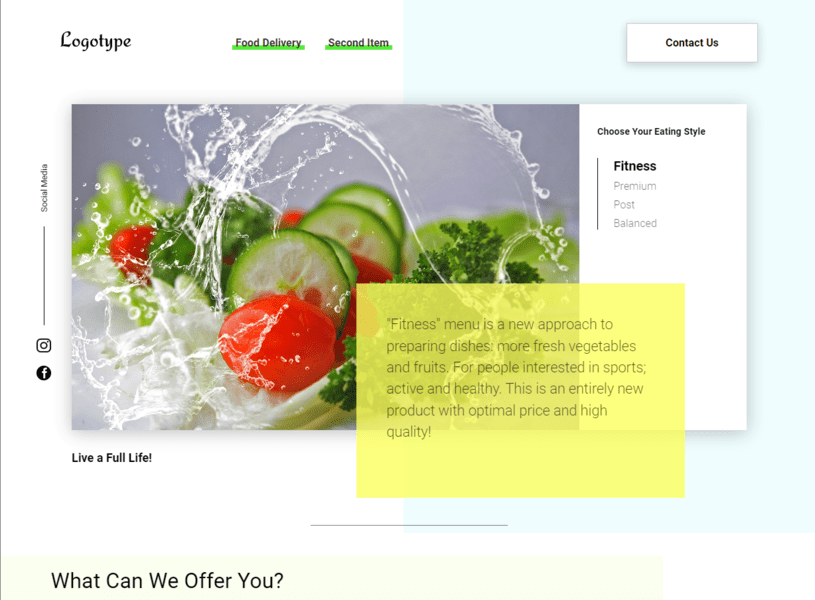 Logotype
Food Delivery
Second Item
Contact Us
Choose Your Eating Style
Fitness
Premium
Post
Balanced
Social Media
"Fitness" menu is a new approach to
preparing dishes: more fresh vegetables
and fruits. For people interested in sports;
active and healthy. This is an entirely new
product with optimal price and high
quality!
Live a Full Life!
What Can We Offer You?